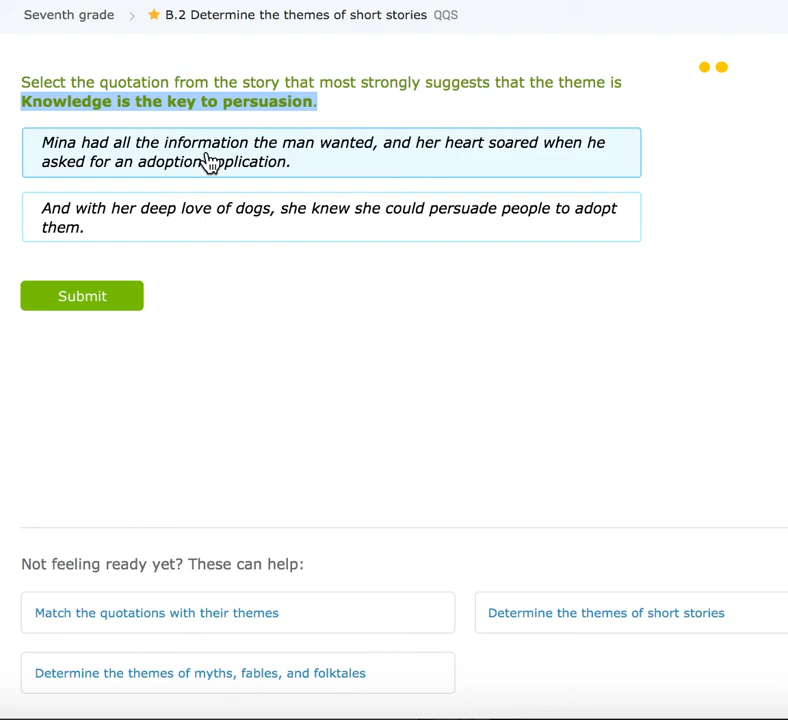 Seventh grade > B.2 Determine the themes of short stories QQS
Select the quotation from the story that most strongly suggests that the theme is
Knowledge is the key to persuasion.
Mina had all the information the man wanted, and her heart soared when he
asked for an adoption application.
And with her deep love of dogs, she knew she could persuade people to adopt
them.
Submit
Not feeling ready yet? These can help:
Match the quotations with their themes
Determine the themes of short stories
Determine the themes of myths, fables, and folktales